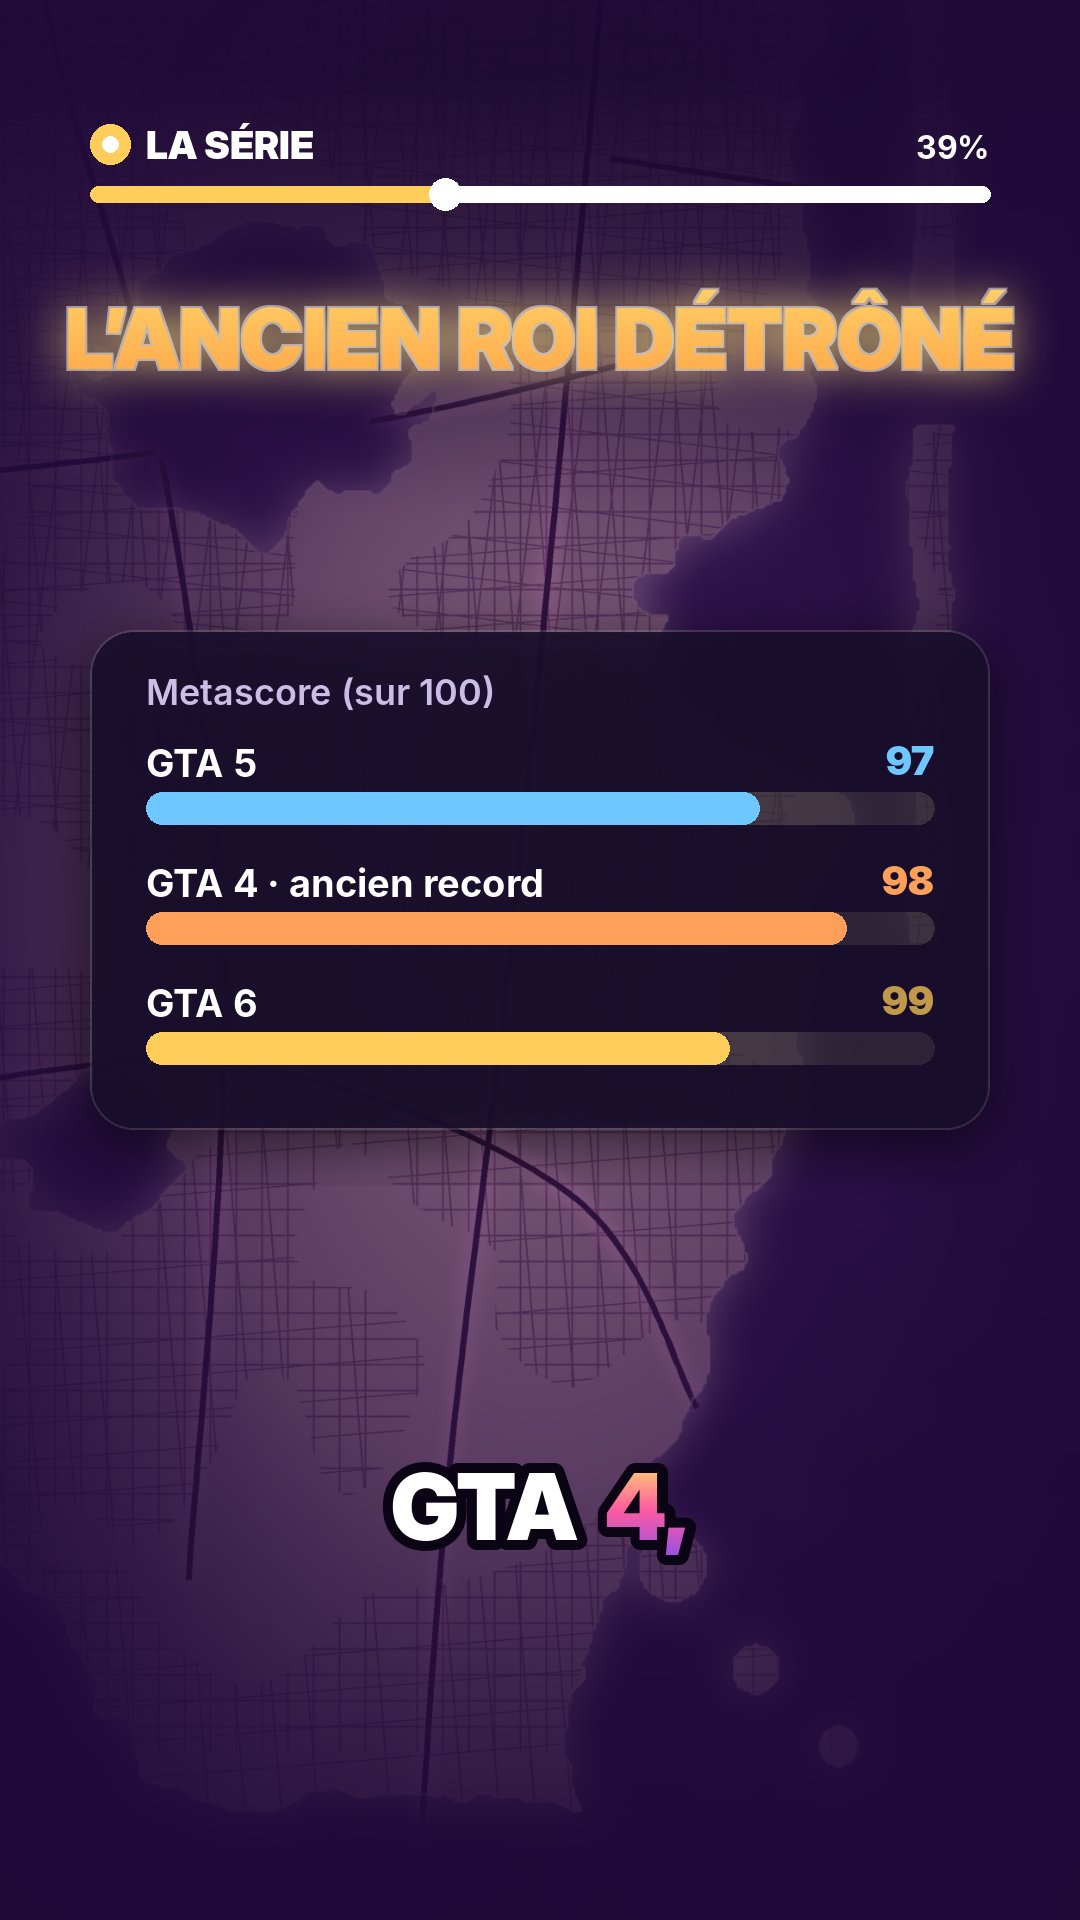 LA SÉRIE
39%
L'ANCIEN ROI DÉTRÔNÉ
Metascore (sur 100)
GTA 5
97
GTA 4 · ancien record
98
GTA 6
99
GTA 4,